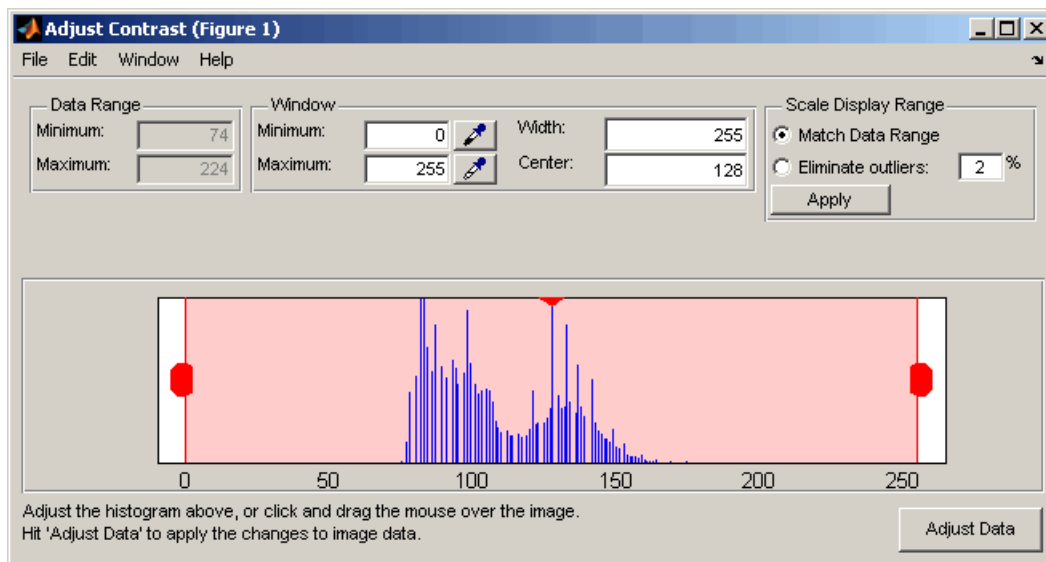 Adjust Contrast (Figure 1)
File Edit Window Help
Data Range
Minimum: 74
Maximum: 224
Window
Minimum: 0
Maximum: 255
Width: 255
Center: 128
Scale Display Range
Match Data Range
Eliminate outliers: 2 %
Apply
0 50 100 150 200 250
Adjust the histogram above, or click and drag the mouse over the image.
Hit 'Adjust Data' to apply the changes to image data.
Adjust Data